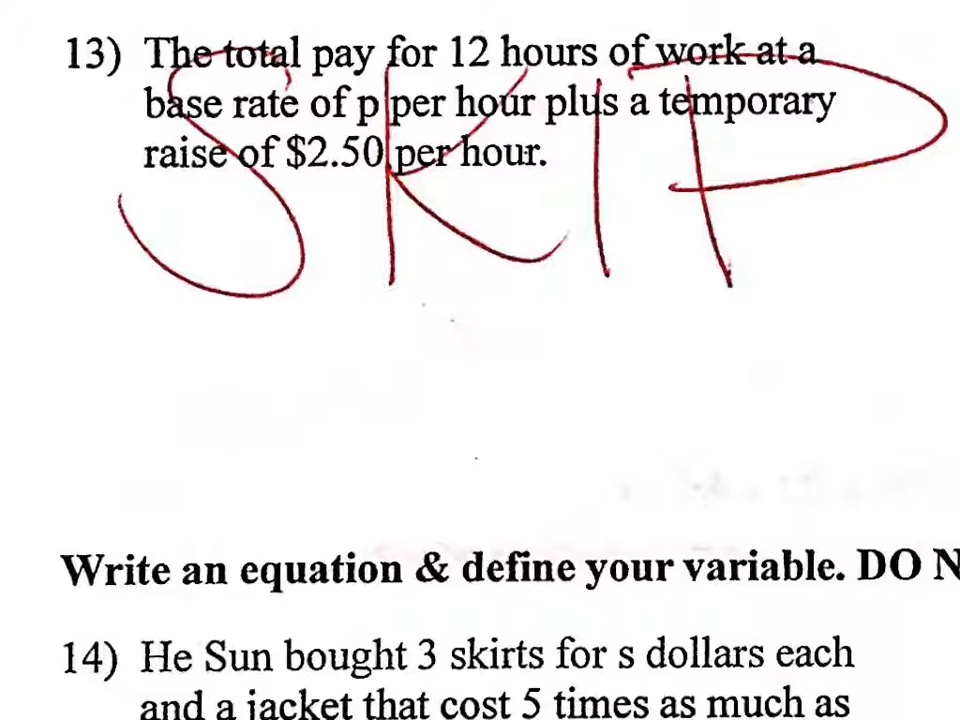 13) The total pay for 12 hours of work at a
base rate of p per hour plus a temporary
raise of $2.50 per hour.
SKIP
Write an equation & define your variable. DO N
14) He Sun bought 3 skirts for s dollars each
and a jacket that cost 5 times as much as